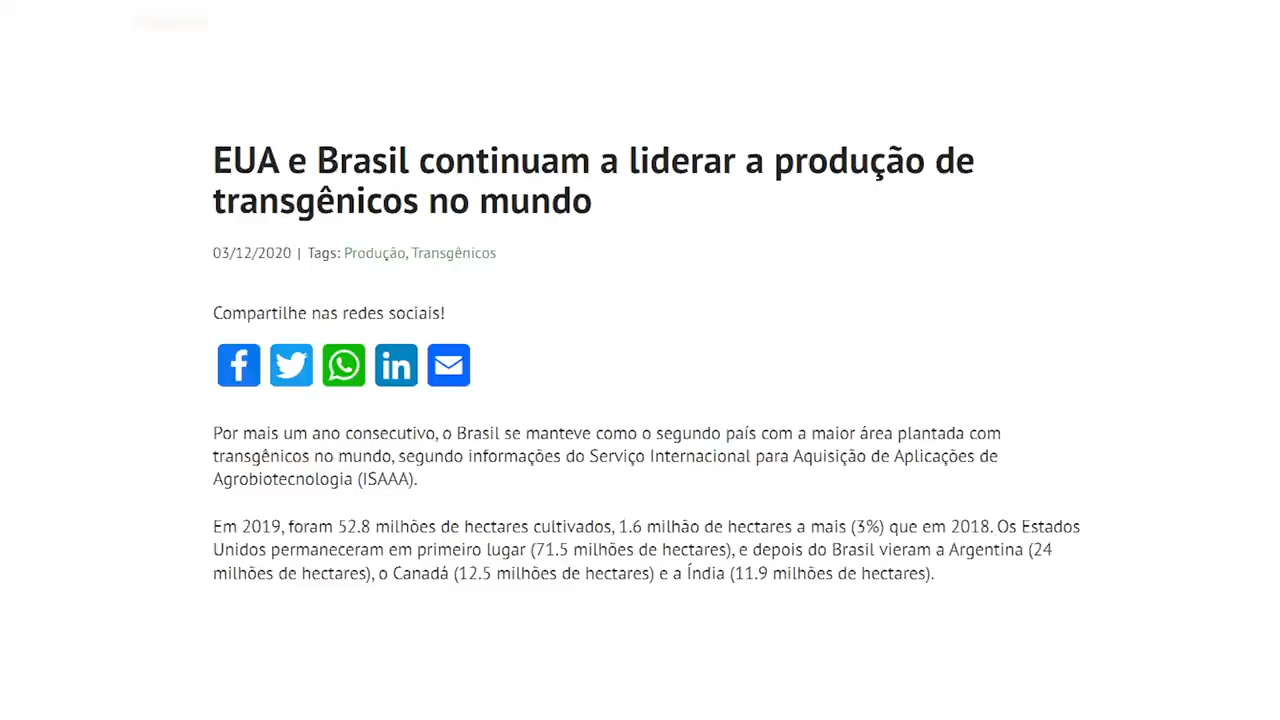 EUA e Brasil continuam a liderar a produção de
transgênicos no mundo
03/12/2020 | Tags: Produção, Transgênicos
Compartilhe nas redes sociais!
Por mais um ano consecutivo, o Brasil se manteve como o segundo país com a maior área plantada com
transgênicos no mundo, segundo informações do Serviço Internacional para Aquisição de Aplicações de
Agrobiotecnologia (ISAAA).
Em 2019, foram 52.8 milhões de hectares cultivados, 1.6 milhão de hectares a mais (3%) que em 2018. Os Estados
Unidos permaneceram em primeiro lugar (71.5 milhões de hectares), e depois do Brasil vieram a Argentina (24
milhões de hectares), o Canadá (12.5 milhões de hectares) e a Índia (11.9 milhões de hectares).